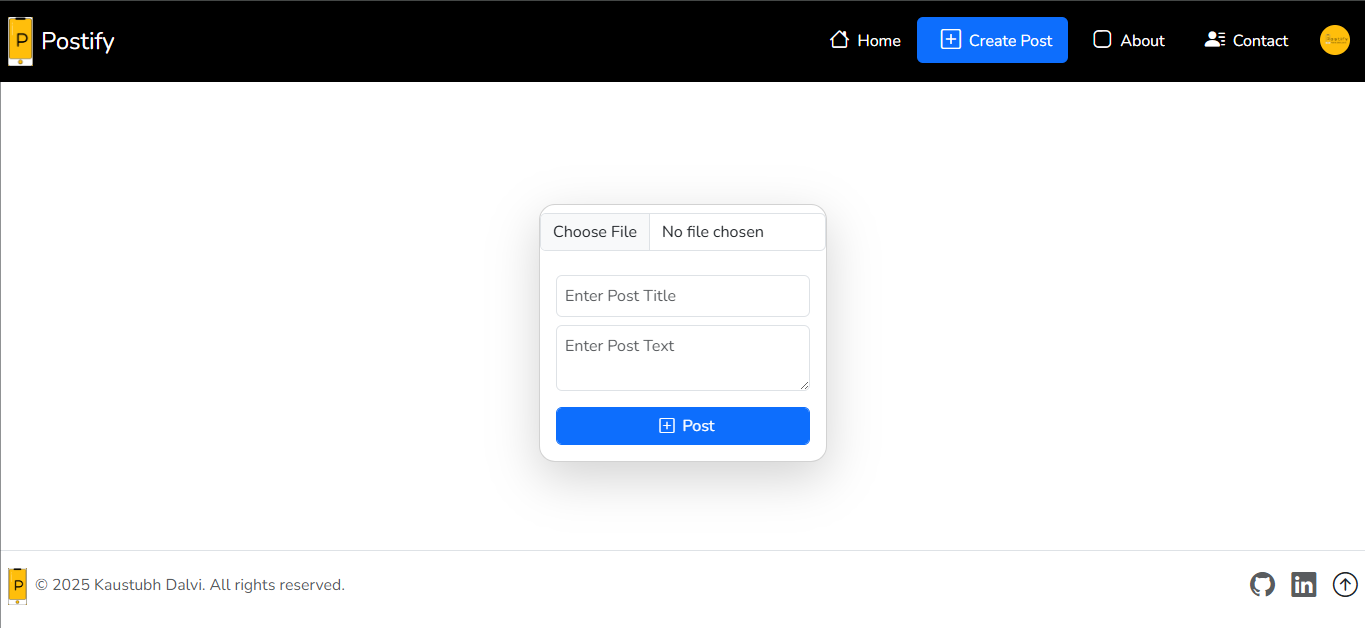 P Postify
Home
Create Post
About
Contact
Choose File No file chosen
Enter Post Title
Enter Post Text
Post
P © 2025 Kaustubh Dalvi. All rights reserved.
in